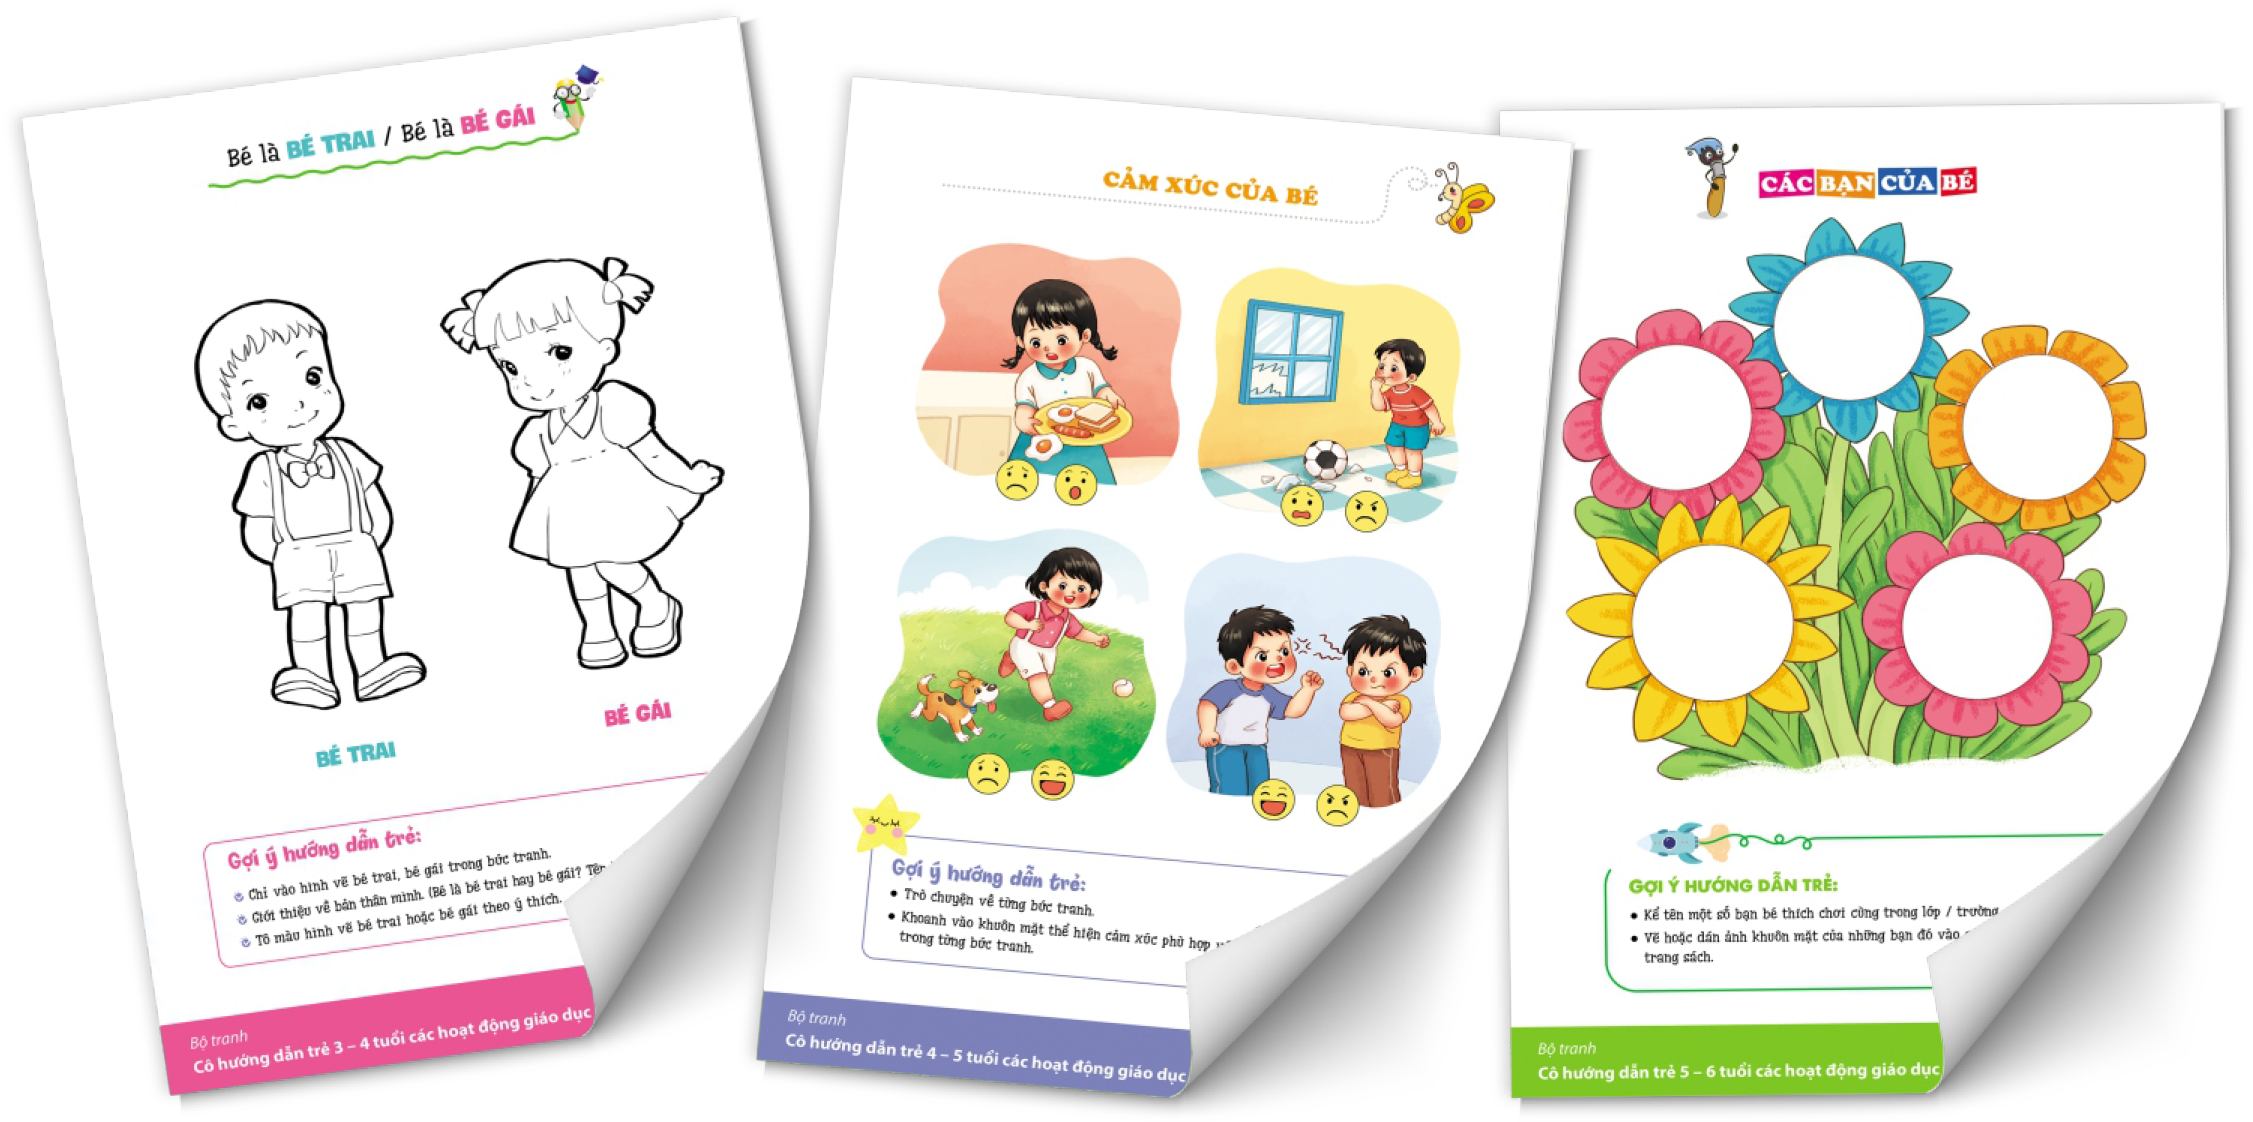 Bé là BÉ TRAI / Bé là BÉ GÁI
BÉ TRAI
BÉ GÁI
Gợi ý hướng dẫn trẻ:
Chỉ vào hình vẽ bé trai, bé gái trong bức tranh.
Giới thiệu về bản thân mình. (Bé là bé trai hay bé gái? Tên
Tô màu hình vẽ bé trai hoặc bé gái theo ý thích.
Bộ tranh
Cô hướng dẫn trẻ 3 – 4 tuổi các hoạt động giáo dục
CẢM XÚC CỦA BÉ
Gợi ý hướng dẫn trẻ:
• Trò chuyện về từng bức tranh.
• Khoanh vào khuôn mặt thể hiện cảm xúc phù hợp
trong từng bức tranh.
Bộ tranh
Cô hướng dẫn trẻ 4 – 5 tuổi các hoạt động giáo dục
CÁC BẠN CỦA BÉ
GỢI Ý HƯỚNG DẪN TRẺ:
• Kể tên một số bạn bé thích chơi cùng trong lớp / trường
• Vẽ hoặc dán ảnh khuôn mặt của những bạn đó vào
trang sách.
Bộ tranh
Cô hướng dẫn trẻ 5 – 6 tuổi các hoạt động giáo dục